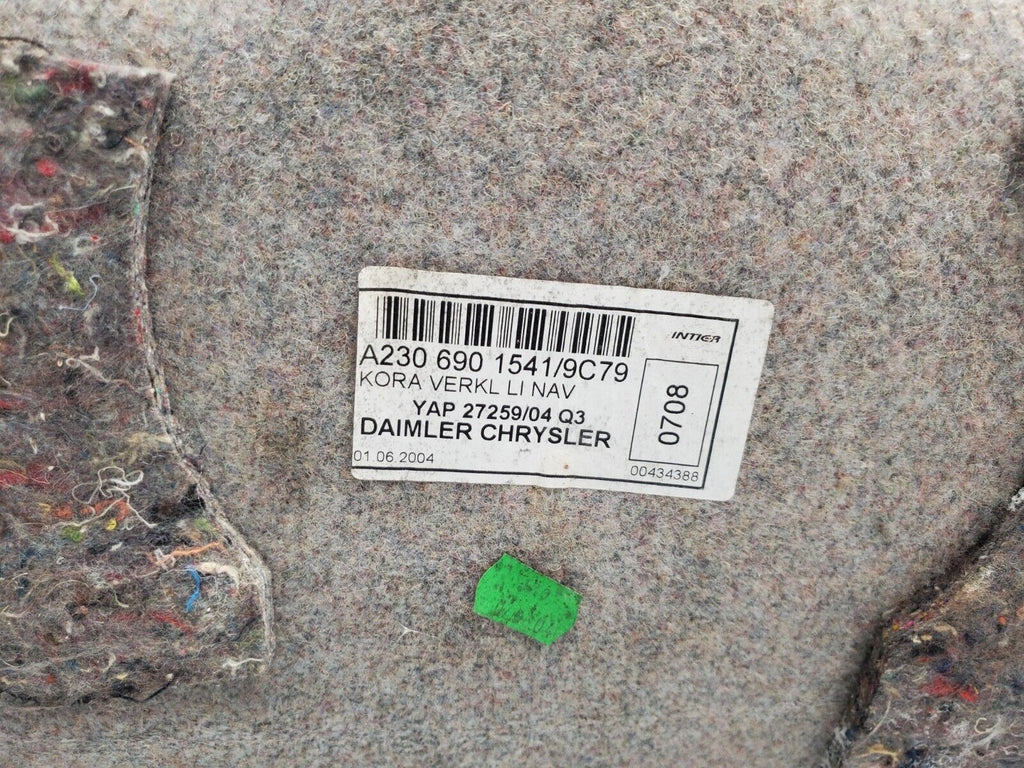 INTIER
A230 690 1541/9C79
KORA VERKL LI NAV
YAP 27259/04 Q3
DAIMLER CHRYSLER
0708
01.06.2004
00434388